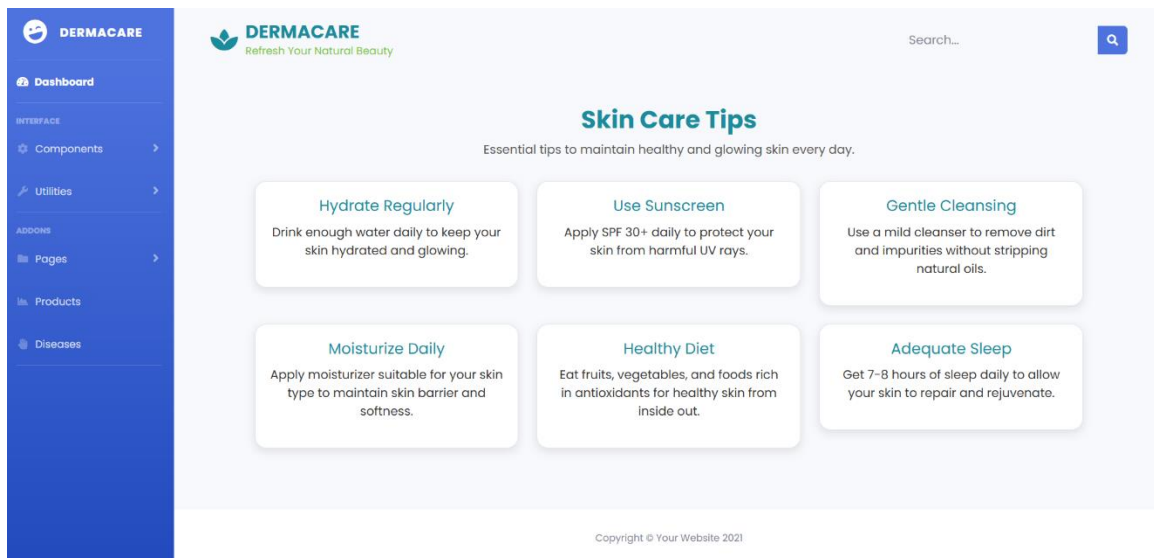 DERMACARE
Dashboard
INTERFACE
Components
Utilities
ADDONS
Pages
Products
Diseases
DERMACARE
Refresh Your Natural Beauty
Search...
Skin Care Tips
Essential tips to maintain healthy and glowing skin every day.
Hydrate Regularly
Drink enough water daily to keep your
skin hydrated and glowing.
Use Sunscreen
Apply SPF 30+ daily to protect your
skin from harmful UV rays.
Gentle Cleansing
Use a mild cleanser to remove dirt
and impurities without stripping
natural oils.
Moisturize Daily
Apply moisturizer suitable for your skin
type to maintain skin barrier and
softness.
Healthy Diet
Eat fruits, vegetables, and foods rich
in antioxidants for healthy skin from
inside out.
Adequate Sleep
Get 7-8 hours of sleep daily to allow
your skin to repair and rejuvenate.
Copyright © Your Website 2021